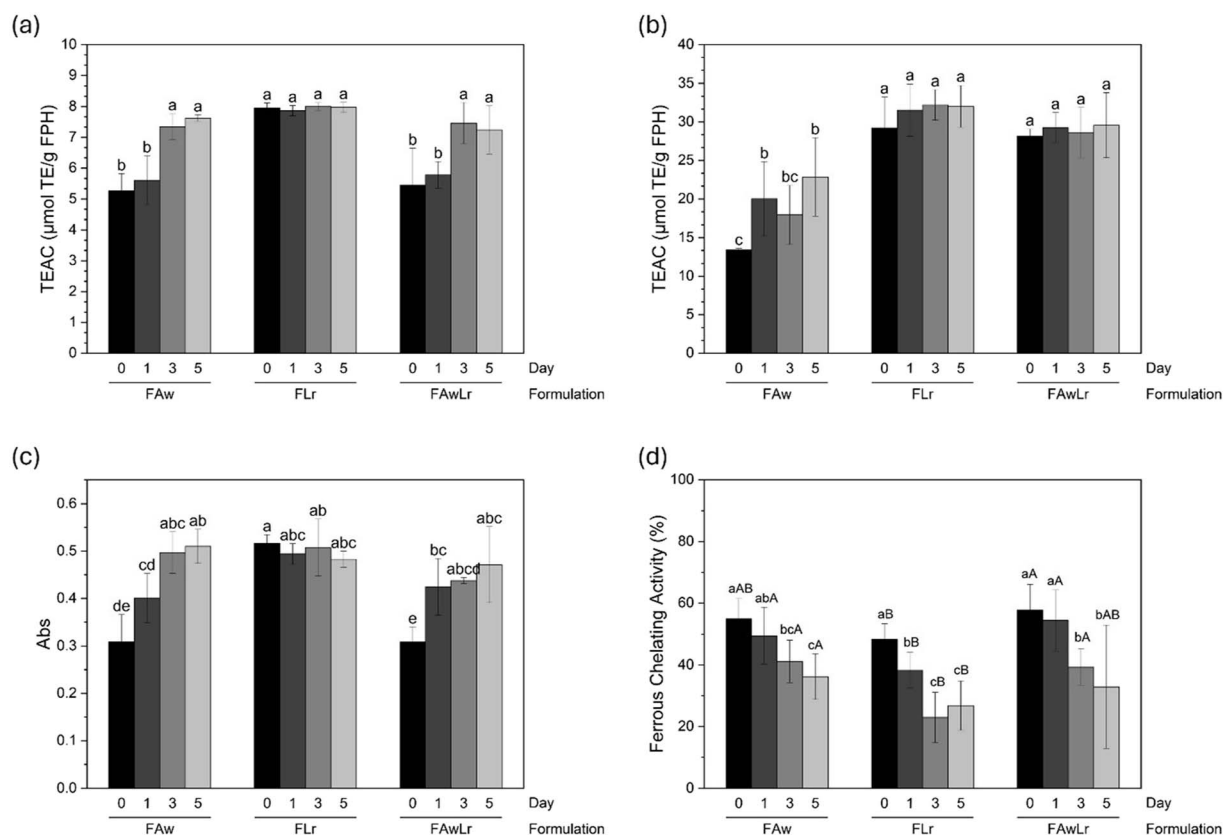 (a)
TEAC (µmol TE/g FPH)
10
9
8
7
6
5
4
3
2
1
0
b b a a a a a a b b a a
0 1 3 5 0 1 3 5 0 1 3 5 Day
FAw FLr FAwLr Formulation
(b)
TEAC (µmol TE/g FPH)
40
35
30
25
20
15
10
5
0
c b bc b a a a a a a a a
0 1 3 5 0 1 3 5 0 1 3 5 Day
FAw FLr FAwLr Formulation
(c)
Abs
0.6
0.5
0.4
0.3
0.2
0.1
0.0
de cd abc ab a abc ab abc e bc abcd abc
0 1 3 5 0 1 3 5 0 1 3 5 Day
FAw FLr FAwLr Formulation
(d)
Ferrous Chelating Activity (%)
100
80
60
40
20
0
aAB abA bcA cA aB bB cB cB aA aA bA bAB
0 1 3 5 0 1 3 5 0 1 3 5 Day
FAw FLr FAwLr Formulation